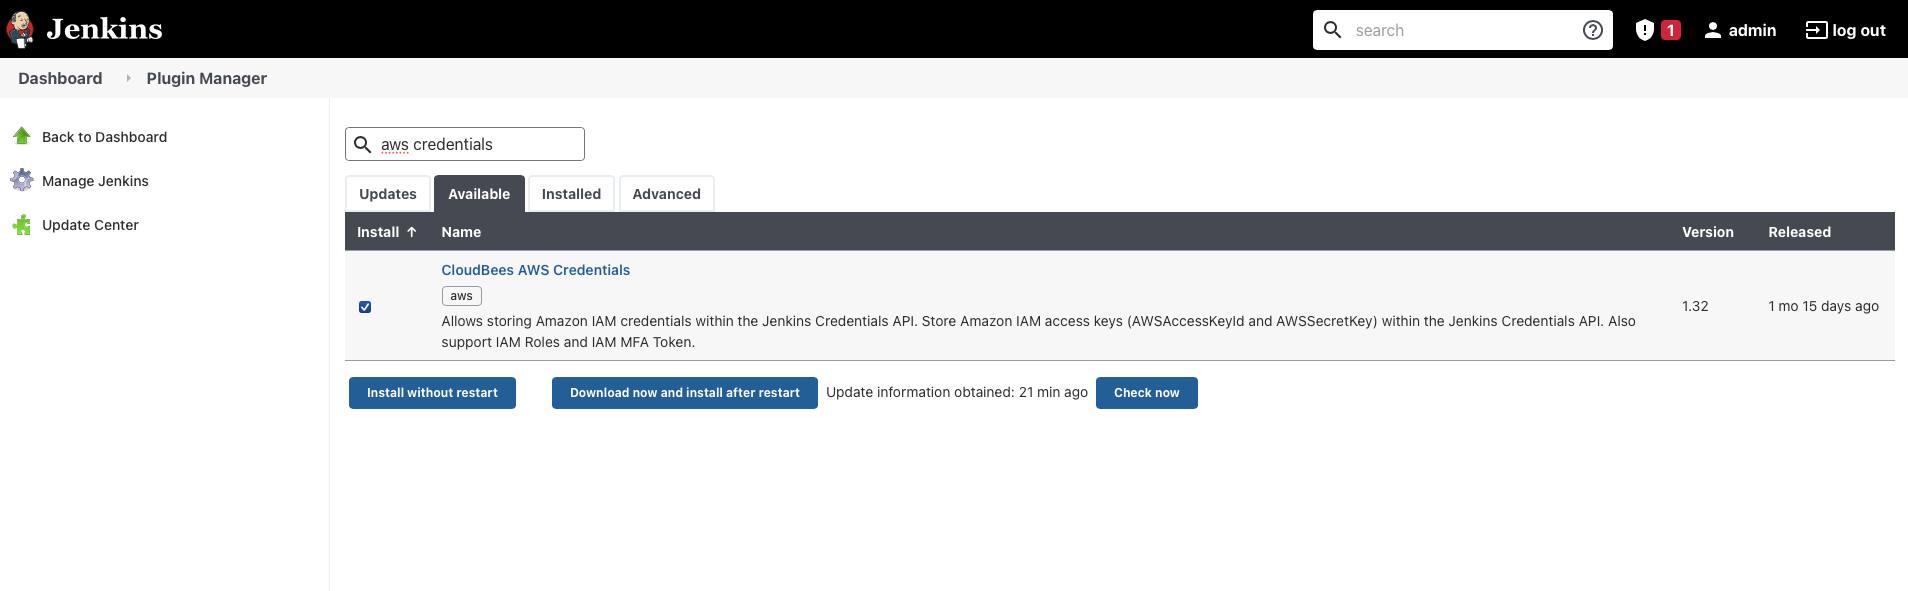 Jenkins
search
1
admin
log out
Dashboard
Plugin Manager
Back to Dashboard
Manage Jenkins
Update Center
aws credentials
Updates
Available
Installed
Advanced
Install ↑ Name Version Released
CloudBees AWS Credentials
aws
Allows storing Amazon IAM credentials within the Jenkins Credentials API. Store Amazon IAM access keys (AWSAccessKeyId and AWSSecretKey) within the Jenkins Credentials API. Also
support IAM Roles and IAM MFA Token.
1.32
1 mo 15 days ago
Install without restart
Download now and install after restart
Update information obtained: 21 min ago
Check now